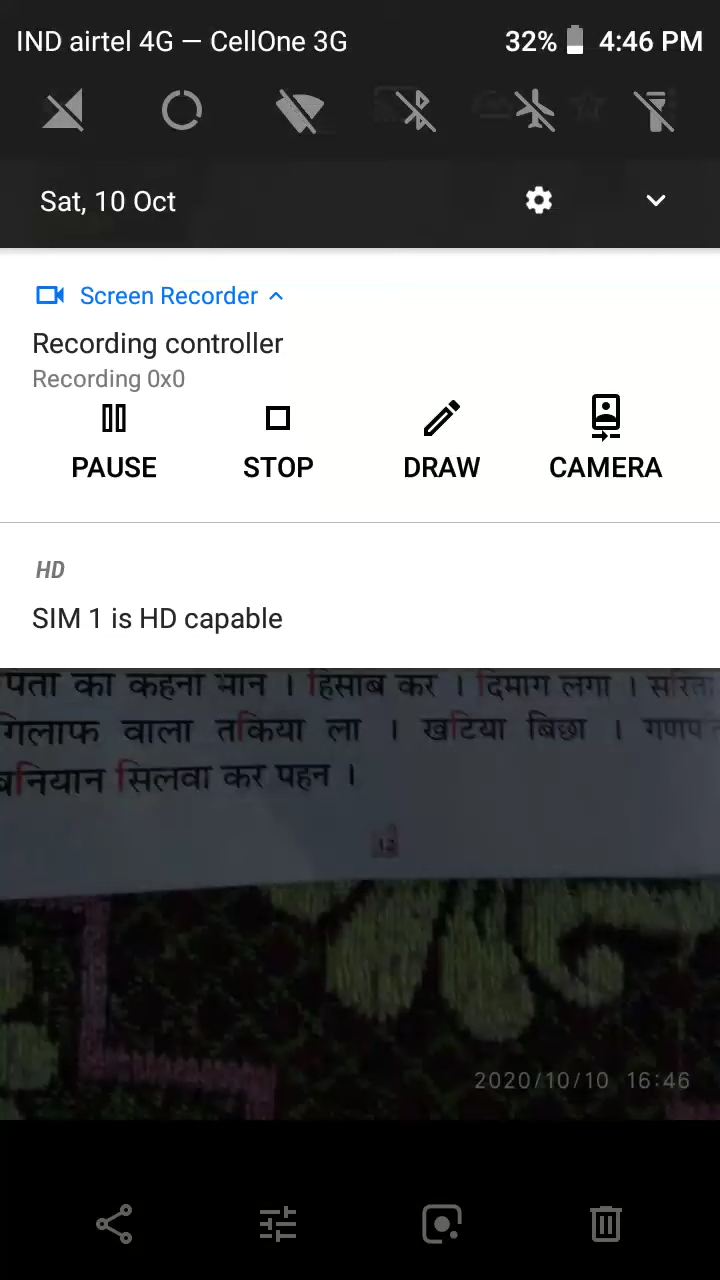 IND airtel 4G — CellOne 3G 32% 4:46 PM
Sat, 10 Oct
Screen Recorder
Recording controller
Recording 0x0
PAUSE STOP DRAW CAMERA
HD
SIM 1 is HD capable
पिता का कहना मान । हिसाब कर । दिमाग लगा ।
गिलाफ वाला तकिया ला । खटिया बिछा ।
बनियान सिलवा कर पहन ।
12
2020/10/10 16:46